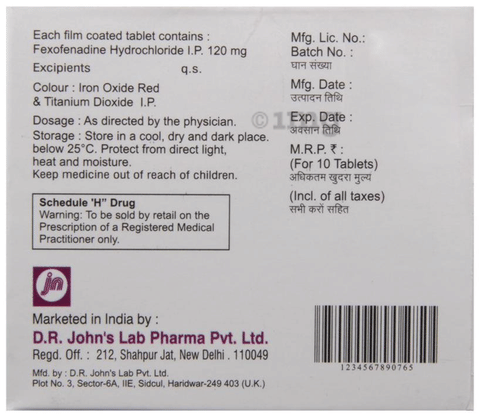 Each film coated tablet contains :
Fexofenadine Hydrochloride I.P. 120 mg
Excipients q.s.
Colour : Iron Oxide Red
& Titanium Dioxide I.P.
Dosage : As directed by the physician.
Storage : Store in a cool, dry and dark place.
below 25°C. Protect from direct light,
heat and moisture.
Keep medicine out of reach of children.
Schedule 'H" Drug
Warning: To be sold by retail on the
Prescription of a Registered Medical
Practitioner only.
Mfg. Lic. No.:
Batch No. :
घान संख्या
Mfg. Date :
उत्पादन तिथि
Exp. Date :
अवसान तिथि
M.R.P. ₹ :
(For 10 Tablets)
अधिकतम खुदरा मुल्य
(Incl. of all taxes)
सभी करों सहित
© 1mg
jn
Marketed in India by :
D.R. John's Lab Pharma Pvt. Ltd.
Regd. Off. : 212, Shahpur Jat, New Delhi . 110049
Mfd. by : D.R. John's Lab Pvt. Ltd.
Plot No. 3, Sector-6A, IIE, Sidcul, Haridwar-249 403 (U.K.)
1234567890765